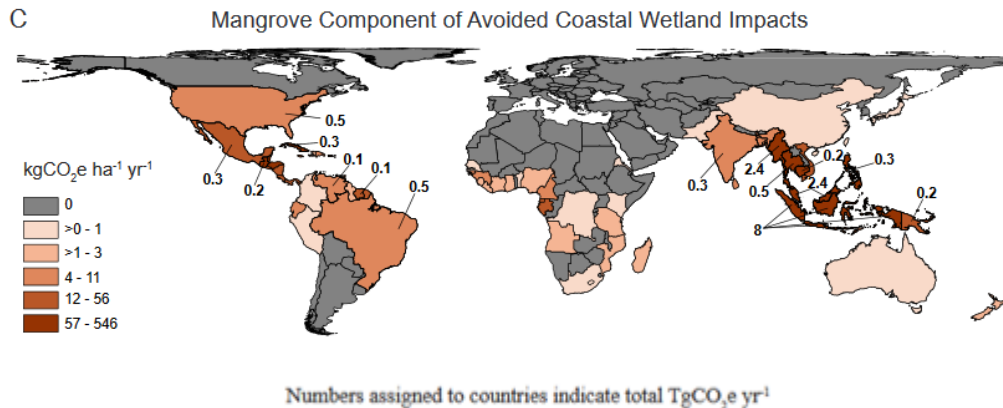 C
Mangrove Component of Avoided Coastal Wetland Impacts
kgCO₂e ha⁻¹ yr⁻¹
0
>0 - 1
>1 - 3
4 - 11
12 - 56
57 - 546
0.5
0.3
0.3
0.2
0.1
0.1
0.5
0.3
2.4
0.5
2.4
0.2
0.3
0.2
8
Numbers assigned to countries indicate total TgCO₂e yr⁻¹